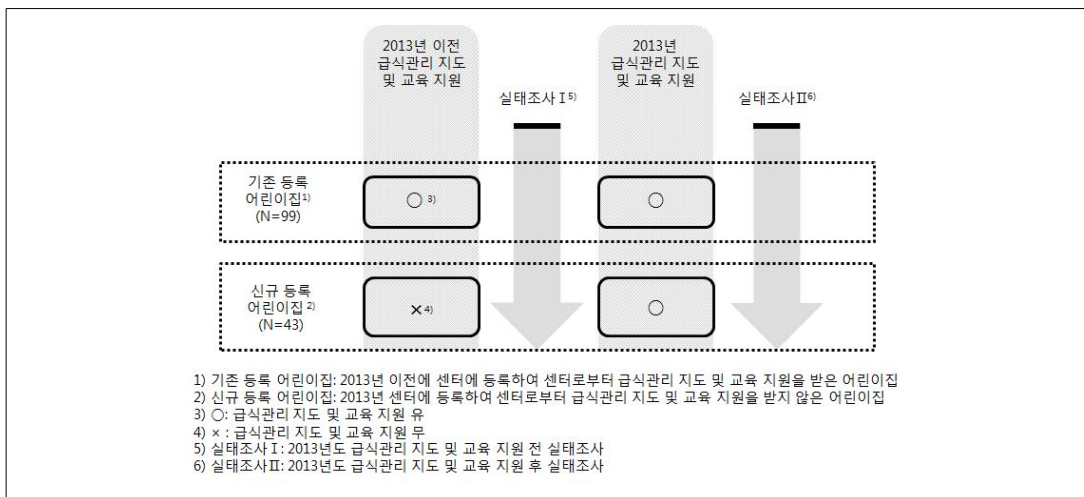 2013년 이전
급식관리 지도
및 교육 지원
2013년
급식관리 지도
및 교육 지원
실태조사Ⅰ5)
실태조사Ⅱ6)
기존 등록
어린이집1)
(N=99)
○ 3)
○
신규 등록
어린이집 2)
(N=43)
×4)
○
1) 기존 등록 어린이집: 2013년 이전에 센터에 등록하여 센터로부터 급식관리 지도 및 교육 지원을 받은 어린이집
2) 신규 등록 어린이집: 2013년 센터에 등록하여 센터로부터 급식관리 지도 및 교육 지원을 받지 않은 어린이집
3) ○: 급식관리 지도 및 교육 지원 유
4) × : 급식관리 지도 및 교육 지원 무
5) 실태조사Ⅰ: 2013년도 급식관리 지도 및 교육 지원 전 실태조사
6) 실태조사Ⅱ: 2013년도 급식관리 지도 및 교육 지원 후 실태조사